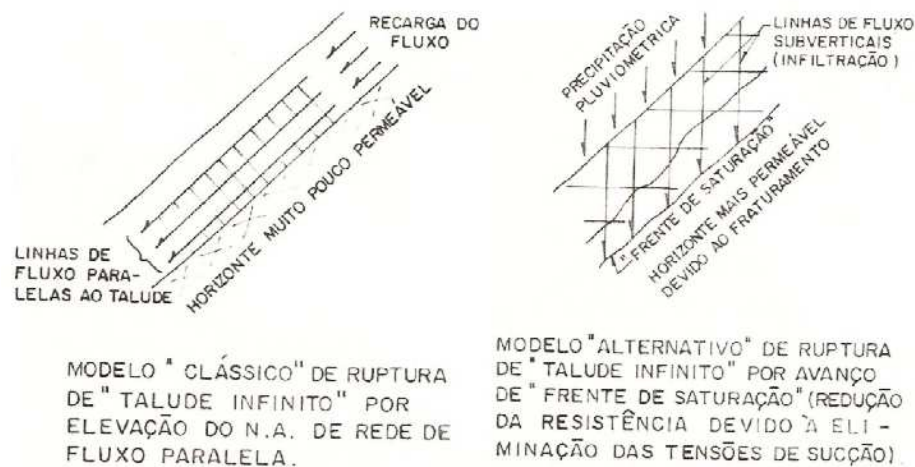 RECARGA DO
FLUXO
HORIZONTE MUITO POUCO PERMEÁVEL
LINHAS DE
FLUXO PARA-
LELAS AO TALUDE
MODELO "CLÁSSICO" DE RUPTURA
DE "TALUDE INFINITO" POR
ELEVAÇÃO DO N.A. DE REDE DE
FLUXO PARALELA.
PRECIPITAÇÃO
PLUVIOMETRICA
LINHAS DE FLUXO
SUBVERTICAIS
(INFILTRAÇÃO)
"FRENTE DE SATURAÇÃO"
HORIZONTE MAIS PERMEÁVEL
DEVIDO AO FRATURAMENTO
MODELO "ALTERNATIVO" DE RUPTURA
DE "TALUDE INFINITO" POR AVANÇO
DE "FRENTE DE SATURAÇÃO" (REDUÇÃO
DA RESISTÊNCIA DEVIDO À ELI-
MINAÇÃO DAS TENSÕES DE SUCÇÃO).